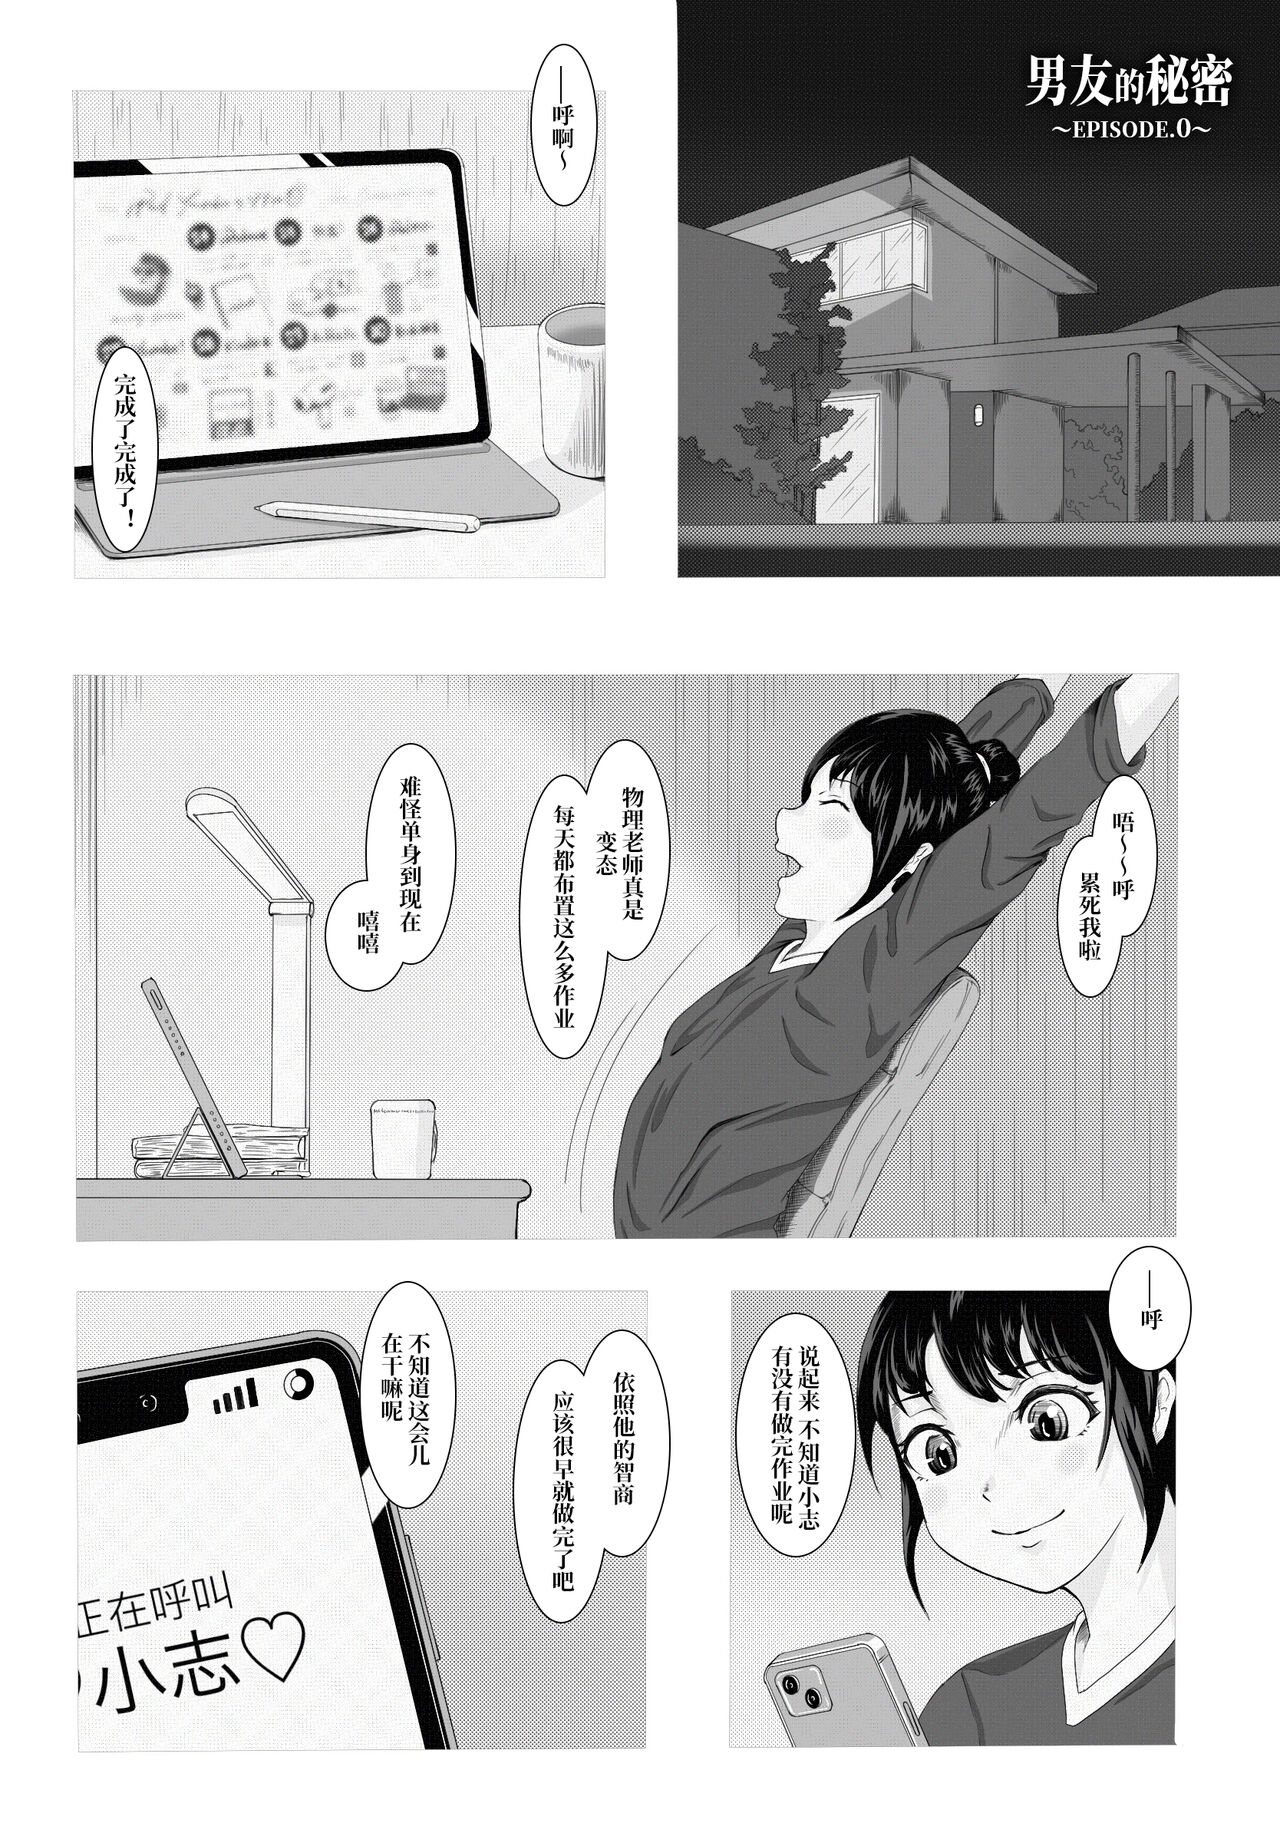 男友的秘密
～EPISODE.0～
—呼啊～
完成了完成了！
唔～～呼
累死我啦
物理老师真是
变态
每天都布置这么多作业
难怪单身到现在
嘻嘻
—呼
说起来 不知道小志
有没有做完作业呢
依照他的智商
应该很早就做完了吧
不知道这会儿
在干嘛呢
正在呼叫
小志♡